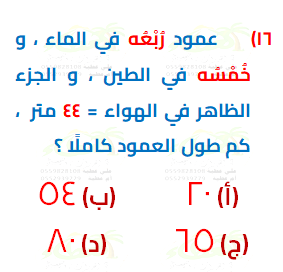 ١٦) عمود رُبْعُه في الماء ، و
خُمْسُه في الطين ، و الجزء
الظاهر في الهواء = ٤٤ متر ،
كم طول العمود كاملًا ؟
(أ) ٢٠ (ب) ٥٤
(ج) ٦٥ (د) ٨٠